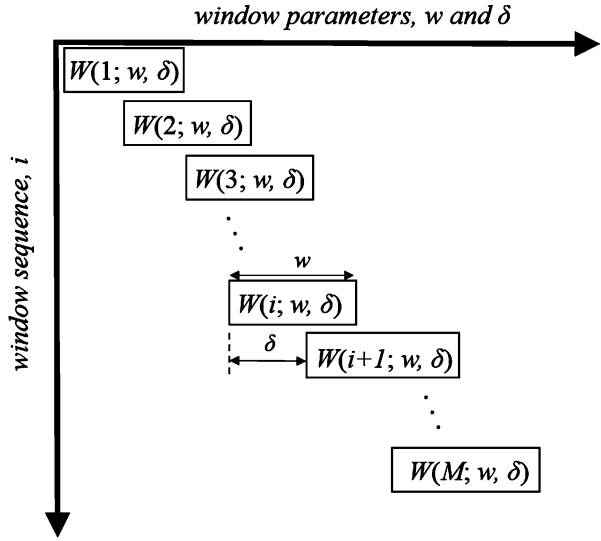 window parameters, w and δ
window sequence, i
W(1; w, δ)
W(2; w, δ)
W(3; w, δ)
w
W(i; w, δ)
δ
W(i+1; w, δ)
W(M; w, δ)